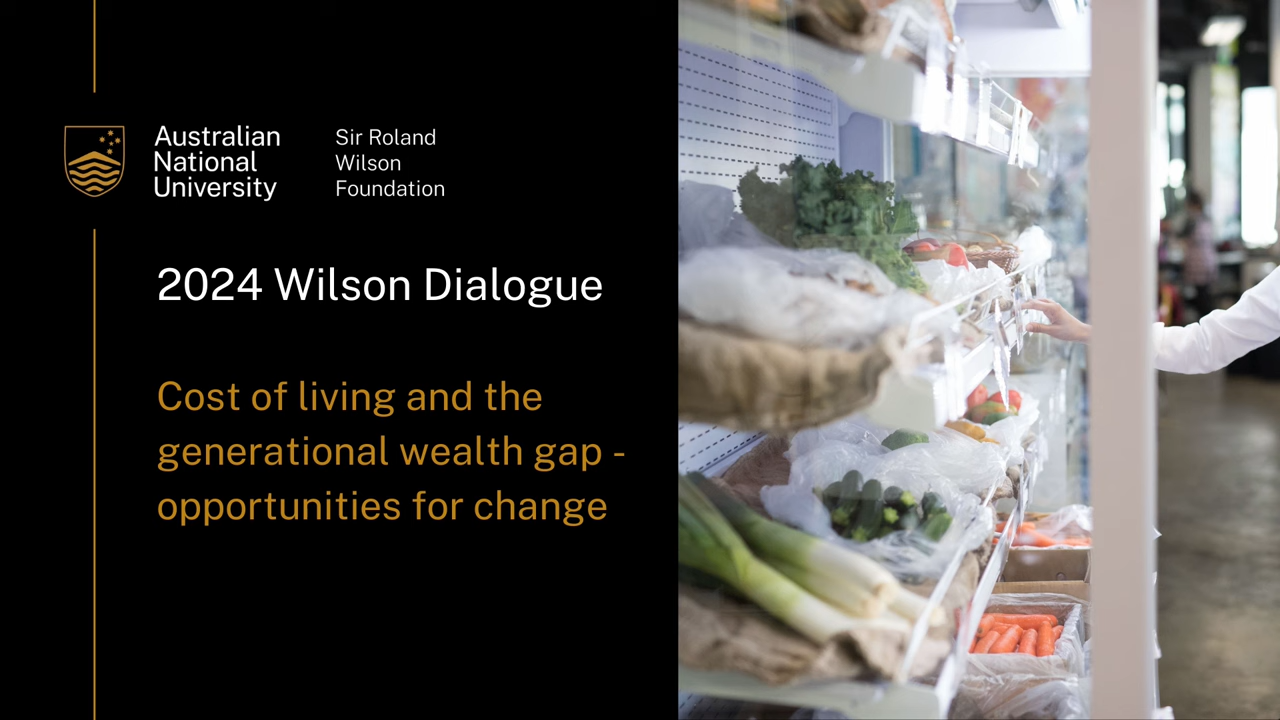 Australian
National
University
Sir Roland
Wilson
Foundation
2024 Wilson Dialogue
Cost of living and the
generational wealth gap -
opportunities for change